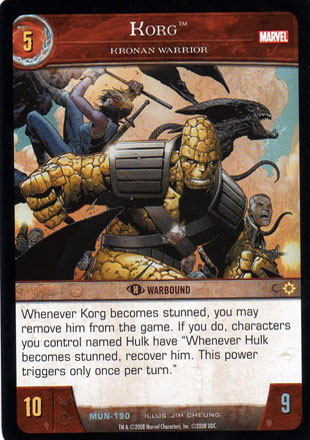 5
KORG™
MARVEL
KRONAN WARRIOR
WARBOUND
Whenever Korg becomes stunned, you may
remove him from the game. If you do, characters
you control named Hulk have “Whenever Hulk
becomes stunned, recover him. This power
triggers only once per turn.”
10
MUN-190
ILLUS: JIM CHEUNG
9
TM & ©2008 Marvel Characters, Inc. ©2008 UDC.